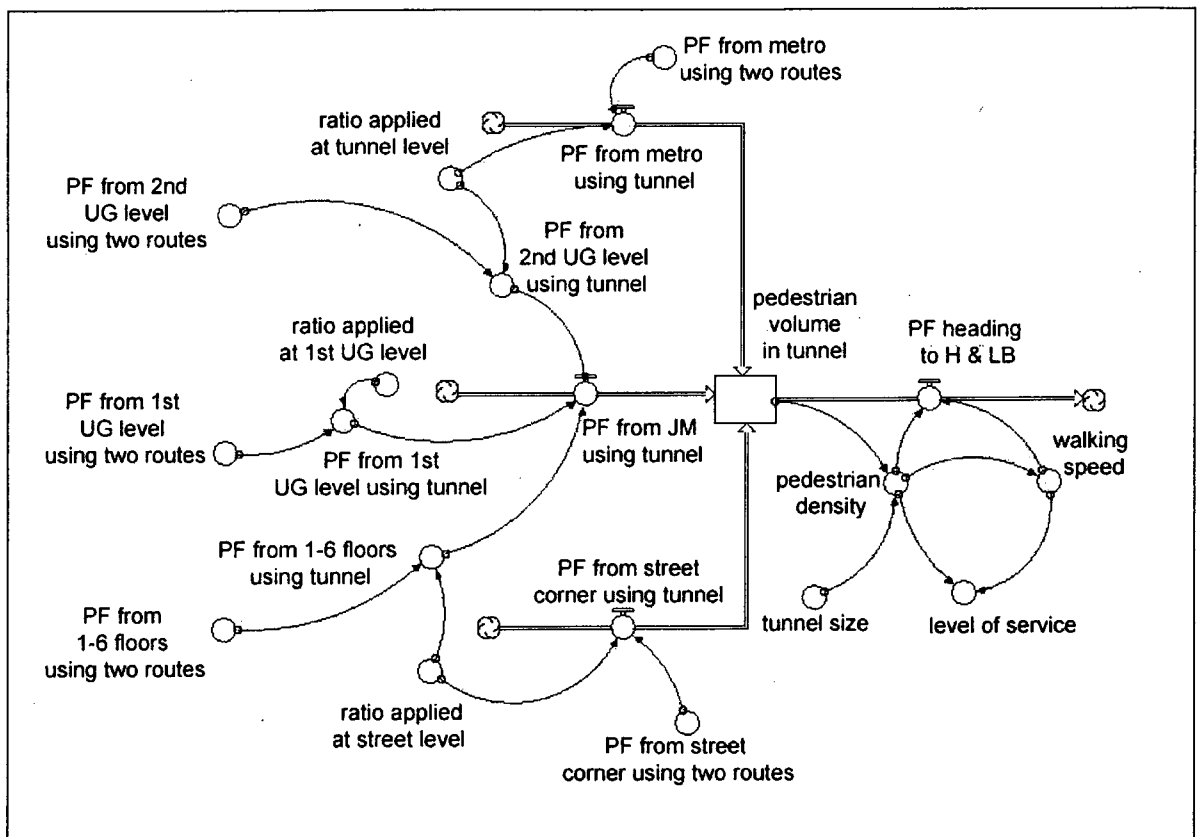 PF from metro
using two routes
ratio applied
at tunnel level
PF from metro
using tunnel
PF from 2nd
UG level
using two routes
PF from
2nd UG level
using tunnel
ratio applied
at 1st UG level
pedestrian
volume
in tunnel
PF heading
to H & LB
PF from 1st
UG level
using two routes
PF from 1st
UG level using tunnel
PF from JM
using tunnel
walking
speed
pedestrian
density
PF from 1-6 floors
using tunnel
PF from street
corner using tunnel
PF from
1-6 floors
using two routes
tunnel size
level of service
ratio applied
at street level
PF from street
corner using two routes